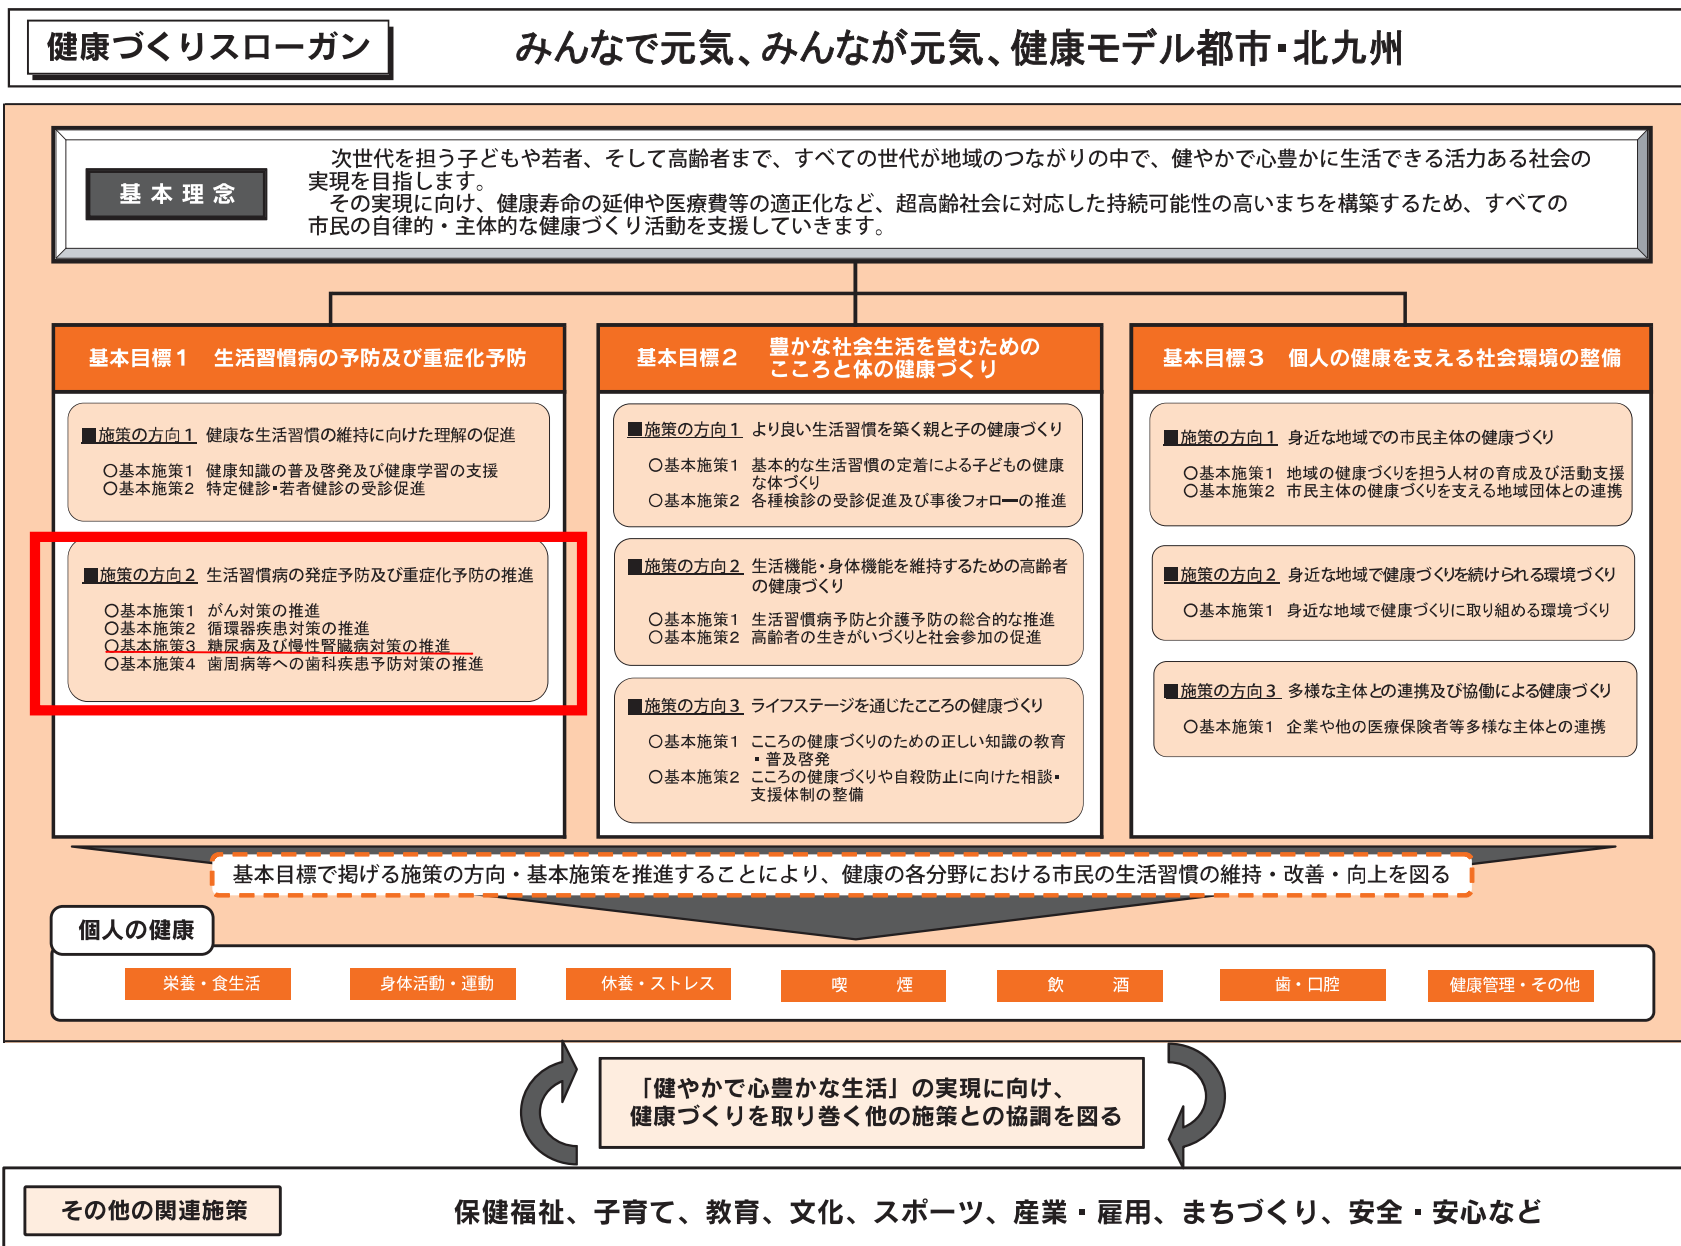 健康づくりスローガン
みんなで元気、みんなが元気、健康モデル都市・北九州
基本理念
次世代を担う子どもや若者、そして高齢者まで、すべての世代が地域のつながりの中で、健やかで心豊かに生活できる活力ある社会の
実現を目指します。
その実現に向け、健康寿命の延伸や医療費等の適正化など、超高齢社会に対応した持続可能性の高いまちを構築するため、すべての
市民の自律的・主体的な健康づくり活動を支援していきます。
基本目標1 生活習慣病の予防及び重症化予防
■施策の方向1 健康な生活習慣の維持に向けた理解の促進
○基本施策1 健康知識の普及啓発及び健康学習の支援
○基本施策2 特定健診・若者健診の受診促進
■施策の方向2 生活習慣病の発症予防及び重症化予防の推進
○基本施策1 がん対策の推進
○基本施策2 循環器疾患対策の推進
○基本施策3 糖尿病及び慢性腎臓病対策の推進
○基本施策4 歯周病等への歯科疾患予防対策の推進
基本目標2 豊かな社会生活を営むための
こころと体の健康づくり
■施策の方向1 より良い生活習慣を築く親と子の健康づくり
○基本施策1 基本的な生活習慣の定着による子どもの健康
な体づくり
○基本施策2 各種検診の受診促進及び事後フォローの推進
■施策の方向2 生活機能・身体機能を維持するための高齢者
の健康づくり
○基本施策1 生活習慣病予防と介護予防の総合的な推進
○基本施策2 高齢者の生きがいづくりと社会参加の促進
■施策の方向3 ライフステージを通じたこころの健康づくり
○基本施策1 こころの健康づくりのための正しい知識の教育
・普及啓発
○基本施策2 こころの健康づくりや自殺防止に向けた相談・
支援体制の整備
基本目標3 個人の健康を支える社会環境の整備
■施策の方向1 身近な地域での市民主体の健康づくり
○基本施策1 地域の健康づくりを担う人材の育成及び活動支援
○基本施策2 市民主体の健康づくりを支える地域団体との連携
■施策の方向2 身近な地域で健康づくりを続けられる環境づくり
○基本施策1 身近な地域で健康づくりに取り組める環境づくり
■施策の方向3 多様な主体との連携及び協働による健康づくり
○基本施策1 企業や他の医療保険者等多様な主体との連携
基本目標で掲げる施策の方向・基本施策を推進することにより、健康の各分野における市民の生活習慣の維持・改善・向上を図る
個人の健康
栄養・食生活
身体活動・運動
休養・ストレス
喫 煙
飲 酒
歯・口腔
健康管理・その他
「健やかで心豊かな生活」の実現に向け、
健康づくりを取り巻く他の施策との協調を図る
その他の関連施策
保健福祉、子育て、教育、文化、スポーツ、産業・雇用、まちづくり、安全・安心など